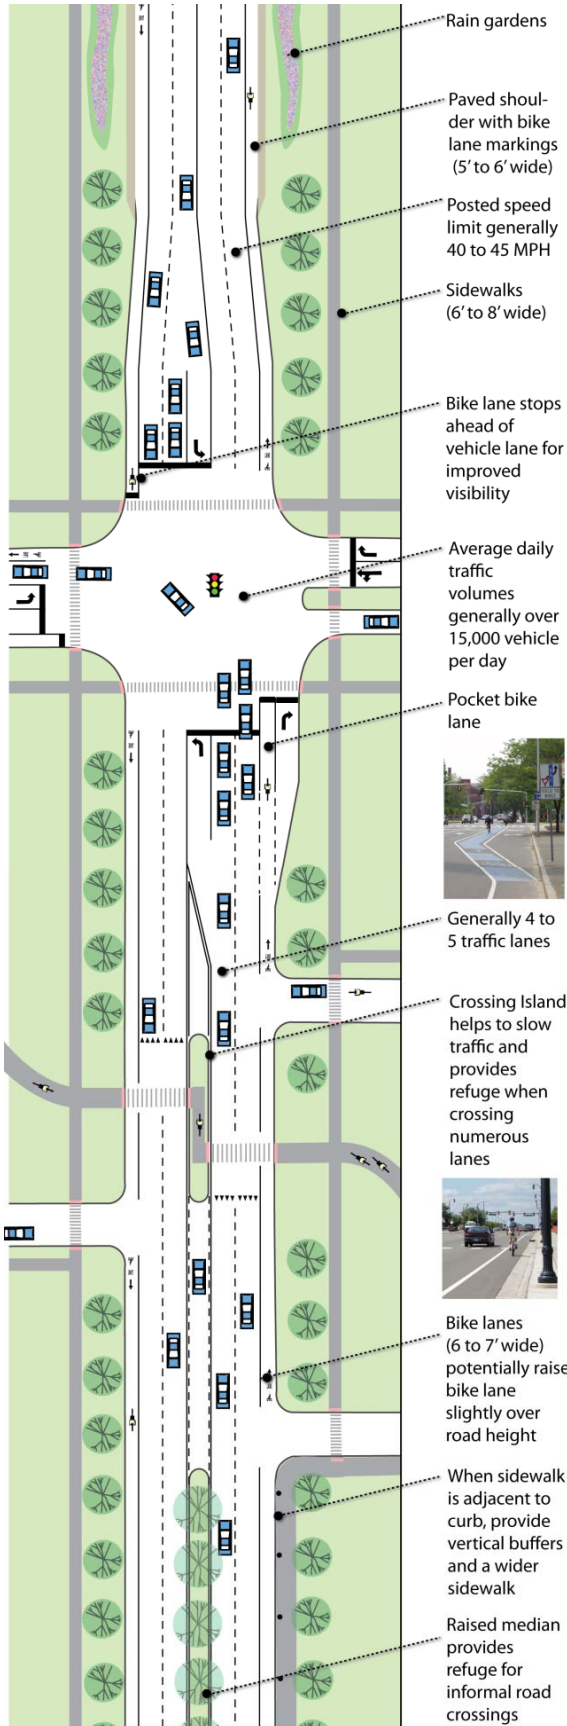 Rain gardens
Paved shoul-
der with bike
lane markings
(5’ to 6’ wide)
Posted speed
limit generally
40 to 45 MPH
Sidewalks
(6’ to 8’ wide)
Bike lane stops
ahead of
vehicle lane for
improved
visibility
Average daily
traffic
volumes
generally over
15,000 vehicle
per day
Pocket bike
lane
Generally 4 to
5 traffic lanes
Crossing Island
helps to slow
traffic and
provides
refuge when
crossing
numerous
lanes
Bike lanes
(6 to 7’ wide)
potentially raise
bike lane
slightly over
road height
When sidewalk
is adjacent to
curb, provide
vertical buffers
and a wider
sidewalk
Raised median
provides
refuge for
informal road
crossings